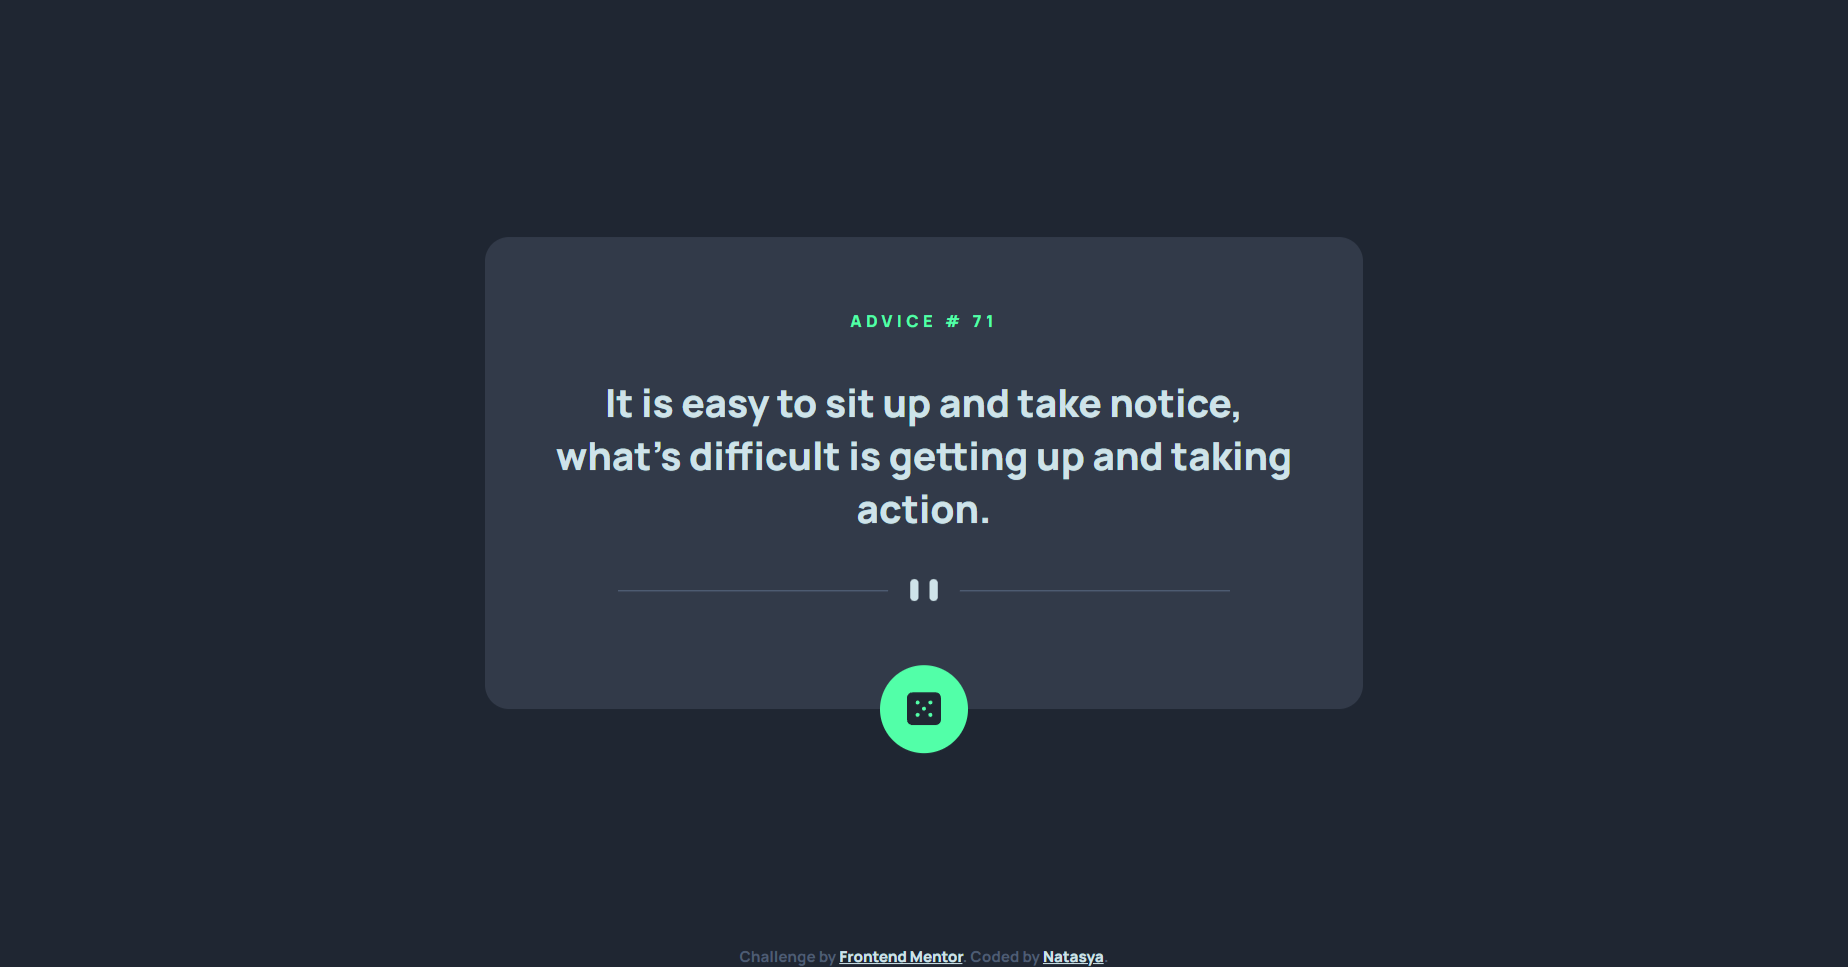 ADVICE # 71
It is easy to sit up and take notice,
what’s difficult is getting up and taking
action.
Challenge by Frontend Mentor. Coded by Natasya.